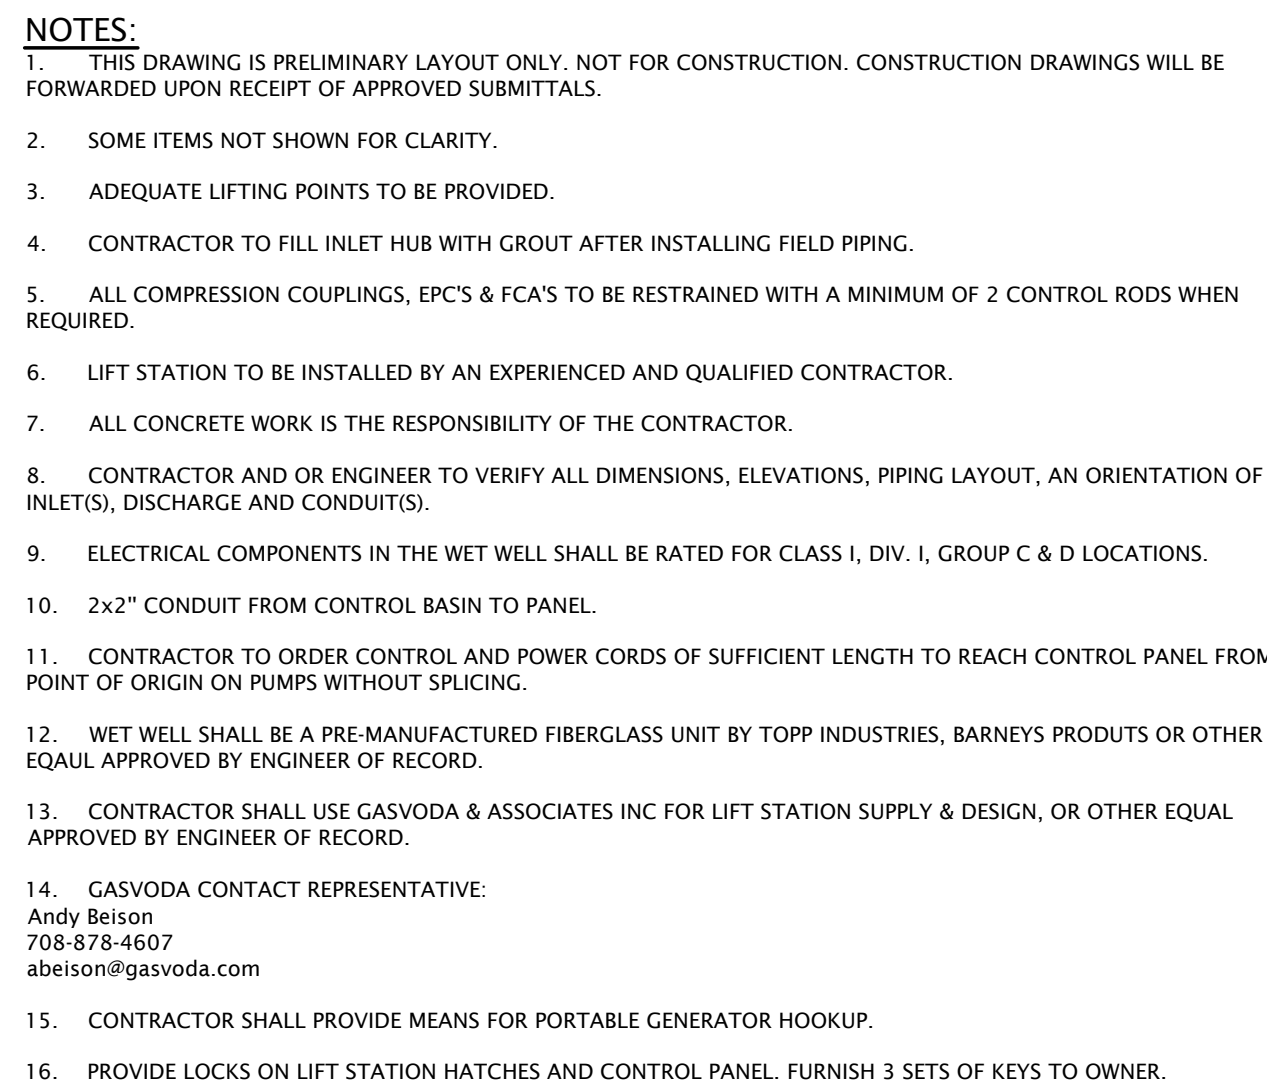 NOTES:
1. THIS DRAWING IS PRELIMINARY LAYOUT ONLY. NOT FOR CONSTRUCTION. CONSTRUCTION DRAWINGS WILL BE
FORWARDED UPON RECEIPT OF APPROVED SUBMITTALS.
2. SOME ITEMS NOT SHOWN FOR CLARITY.
3. ADEQUATE LIFTING POINTS TO BE PROVIDED.
4. CONTRACTOR TO FILL INLET HUB WITH GROUT AFTER INSTALLING FIELD PIPING.
5. ALL COMPRESSION COUPLINGS, EPC'S & FCA'S TO BE RESTRAINED WITH A MINIMUM OF 2 CONTROL RODS WHEN
REQUIRED.
6. LIFT STATION TO BE INSTALLED BY AN EXPERIENCED AND QUALIFIED CONTRACTOR.
7. ALL CONCRETE WORK IS THE RESPONSIBILITY OF THE CONTRACTOR.
8. CONTRACTOR AND OR ENGINEER TO VERIFY ALL DIMENSIONS, ELEVATIONS, PIPING LAYOUT, AN ORIENTATION OF
INLET(S), DISCHARGE AND CONDUIT(S).
9. ELECTRICAL COMPONENTS IN THE WET WELL SHALL BE RATED FOR CLASS I, DIV. I, GROUP C & D LOCATIONS.
10. 2x2" CONDUIT FROM CONTROL BASIN TO PANEL.
11. CONTRACTOR TO ORDER CONTROL AND POWER CORDS OF SUFFICIENT LENGTH TO REACH CONTROL PANEL FROM
POINT OF ORIGIN ON PUMPS WITHOUT SPLICING.
12. WET WELL SHALL BE A PRE-MANUFACTURED FIBERGLASS UNIT BY TOPP INDUSTRIES, BARNEYS PRODUTS OR OTHER
EQAUL APPROVED BY ENGINEER OF RECORD.
13. CONTRACTOR SHALL USE GASVODA & ASSOCIATES INC FOR LIFT STATION SUPPLY & DESIGN, OR OTHER EQUAL
APPROVED BY ENGINEER OF RECORD.
14. GASVODA CONTACT REPRESENTATIVE:
Andy Beison
708-878-4607
abeison@gasvoda.com
15. CONTRACTOR SHALL PROVIDE MEANS FOR PORTABLE GENERATOR HOOKUP.
16. PROVIDE LOCKS ON LIFT STATION HATCHES AND CONTROL PANEL. FURNISH 3 SETS OF KEYS TO OWNER.